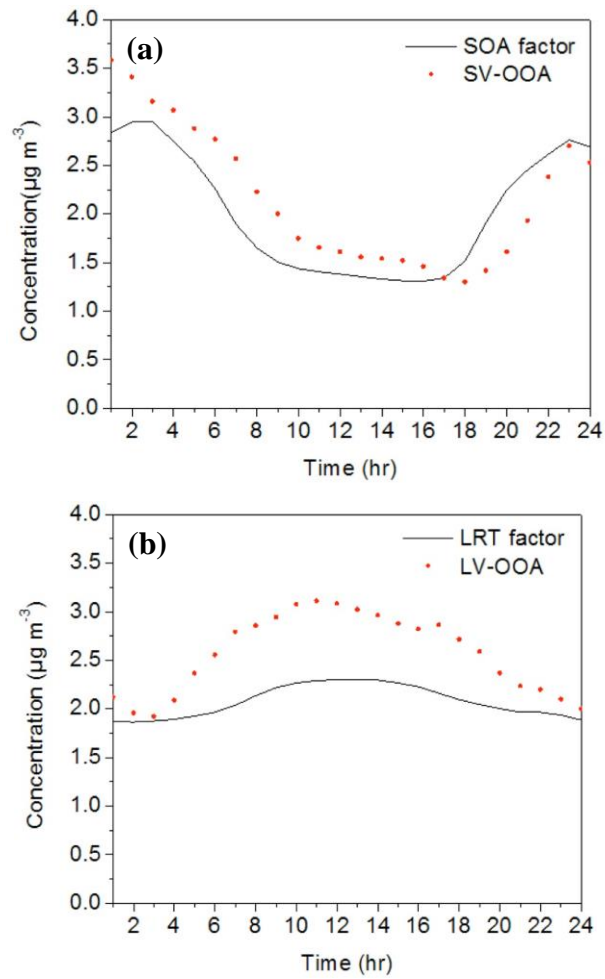 (a)
SOA factor
SV-OOA
4.0
3.5
3.0
2.5
2.0
1.5
1.0
0.5
0.0
Concentration(µg m⁻³)
2 4 6 8 10 12 14 16 18 20 22 24
Time (hr)
(b)
LRT factor
LV-OOA
4.0
3.5
3.0
2.5
2.0
1.5
1.0
0.5
0.0
Concentration (µg m⁻³)
2 4 6 8 10 12 14 16 18 20 22 24
Time (hr)